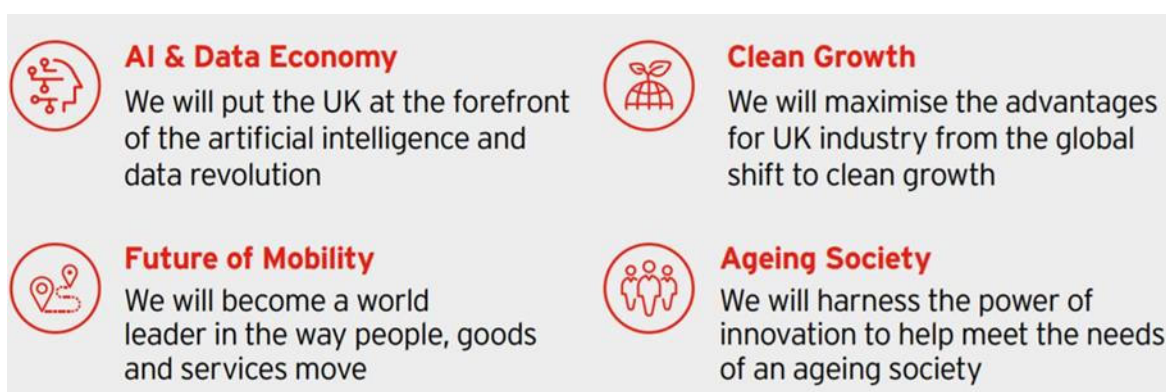 AI & Data Economy
We will put the UK at the forefront
of the artificial intelligence and
data revolution
Clean Growth
We will maximise the advantages
for UK industry from the global
shift to clean growth
Future of Mobility
We will become a world
leader in the way people, goods
and services move
Ageing Society
We will harness the power of
innovation to help meet the needs
of an ageing society